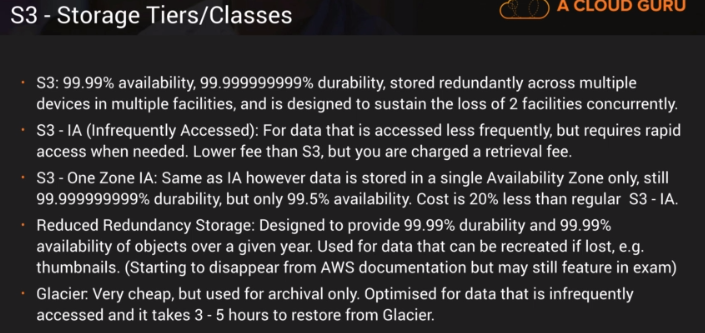 S3 - Storage Tiers/Classes
A CLOUD GURU
S3: 99.99% availability, 99.999999999% durability, stored redundantly across multiple
devices in multiple facilities, and is designed to sustain the loss of 2 facilities concurrently.
S3 - IA (Infrequently Accessed): For data that is accessed less frequently, but requires rapid
access when needed. Lower fee than S3, but you are charged a retrieval fee.
S3 - One Zone IA: Same as IA however data is stored in a single Availability Zone only, still
99.999999999% durability, but only 99.5% availability. Cost is 20% less than regular S3 - IA.
Reduced Redundancy Storage: Designed to provide 99.99% durability and 99.99%
availability of objects over a given year. Used for data that can be recreated if lost, e.g.
thumbnails. (Starting to disappear from AWS documentation but may still feature in exam)
Glacier: Very cheap, but used for archival only. Optimised for data that is infrequently
accessed and it takes 3 - 5 hours to restore from Glacier.